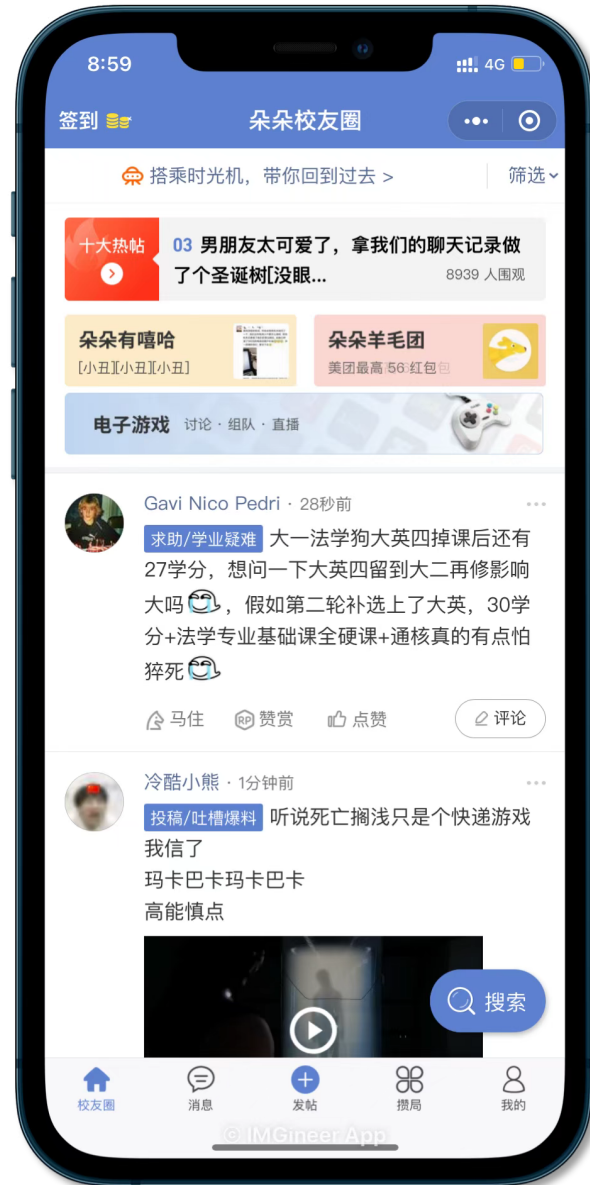 8:59
4G
签到
朵朵校友圈
搭乘时光机，带你回到过去 >
筛选
十大热帖
03 男朋友太可爱了，拿我们的聊天记录做
了个圣诞树[没眼...
8939 人围观
朵朵有嘻哈
[小丑][小丑][小丑]
朵朵羊毛团
美团最高 56 红包
电子游戏 讨论 · 组队 · 直播
Gavi Nico Pedri · 28秒前
求助/学业疑难 大一法学狗大英四掉课后还有
27学分，想问一下大英四留到大二再修影响
大吗，假如第二轮补选上了大英，30学
分+法学专业基础课全硬课+通核真的有点怕
猝死
马住
RP 赞赏
点赞
评论
冷酷小熊 · 1分钟前
投稿/吐槽爆料 听说死亡搁浅只是个快递游戏
我信了
玛卡巴卡玛卡巴卡
高能慎点
搜索
校友圈
消息
发帖
攒局
我的
© IMGineer App